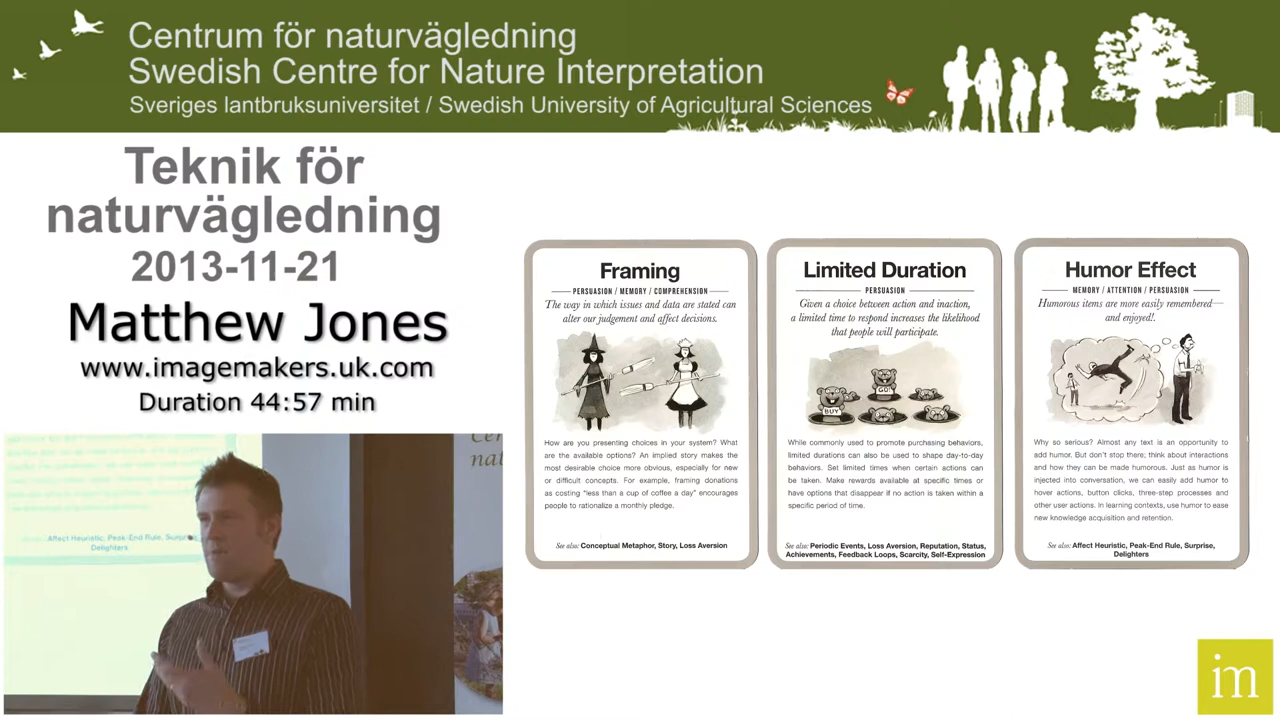 Centrum för naturvägledning
Swedish Centre for Nature Interpretation
Sveriges lantbruksuniversitet / Swedish University of Agricultural Sciences
Teknik för
naturvägledning
2013-11-21
Matthew Jones
www.imagemakers.uk.com
Duration 44:57 min
Affect Heuristic, Peak-End Rule, Surprise,
Delighters
Framing
PERSUASION / MEMORY / COMPREHENSION
The way in which issues and data are stated can
alter our judgement and affect decisions.
How are you presenting choices in your system? What
are the available options? An implied story makes the
most desirable choice more obvious, especially for new
or difficult concepts. For example, framing donations
as costing "less than a cup of coffee a day" encourages
people to rationalize a monthly pledge.
See also: Conceptual Metaphor, Story, Loss Aversion
Limited Duration
PERSUASION
Given a choice between action and inaction,
a limited time to respond increases the likelihood
that people will participate.
GO!
BUY
While commonly used to promote purchasing behaviors,
limited durations can also be used to shape day-to-day
behaviors. Set limited times when certain actions can
be taken. Make rewards available at specific times or
have options that disappear if no action is taken within a
specific period of time.
See also: Periodic Events, Loss Aversion, Reputation, Status,
Achievements, Feedback Loops, Scarcity, Self-Expression
Humor Effect
MEMORY / ATTENTION / PERSUASION
Humorous items are more easily remembered—
and enjoyed!.
Why so serious? Almost any text is an opportunity to
add humor. But don't stop there; think about interactions
and how they can be made humorous. Just as humor is
injected into conversation, we can easily add humor to
hover actions, button clicks, three-step processes and
other user actions. In learning contexts, use humor to ease
new knowledge acquisition and retention.
See also: Affect Heuristic, Peak-End Rule, Surprise,
Delighters
im